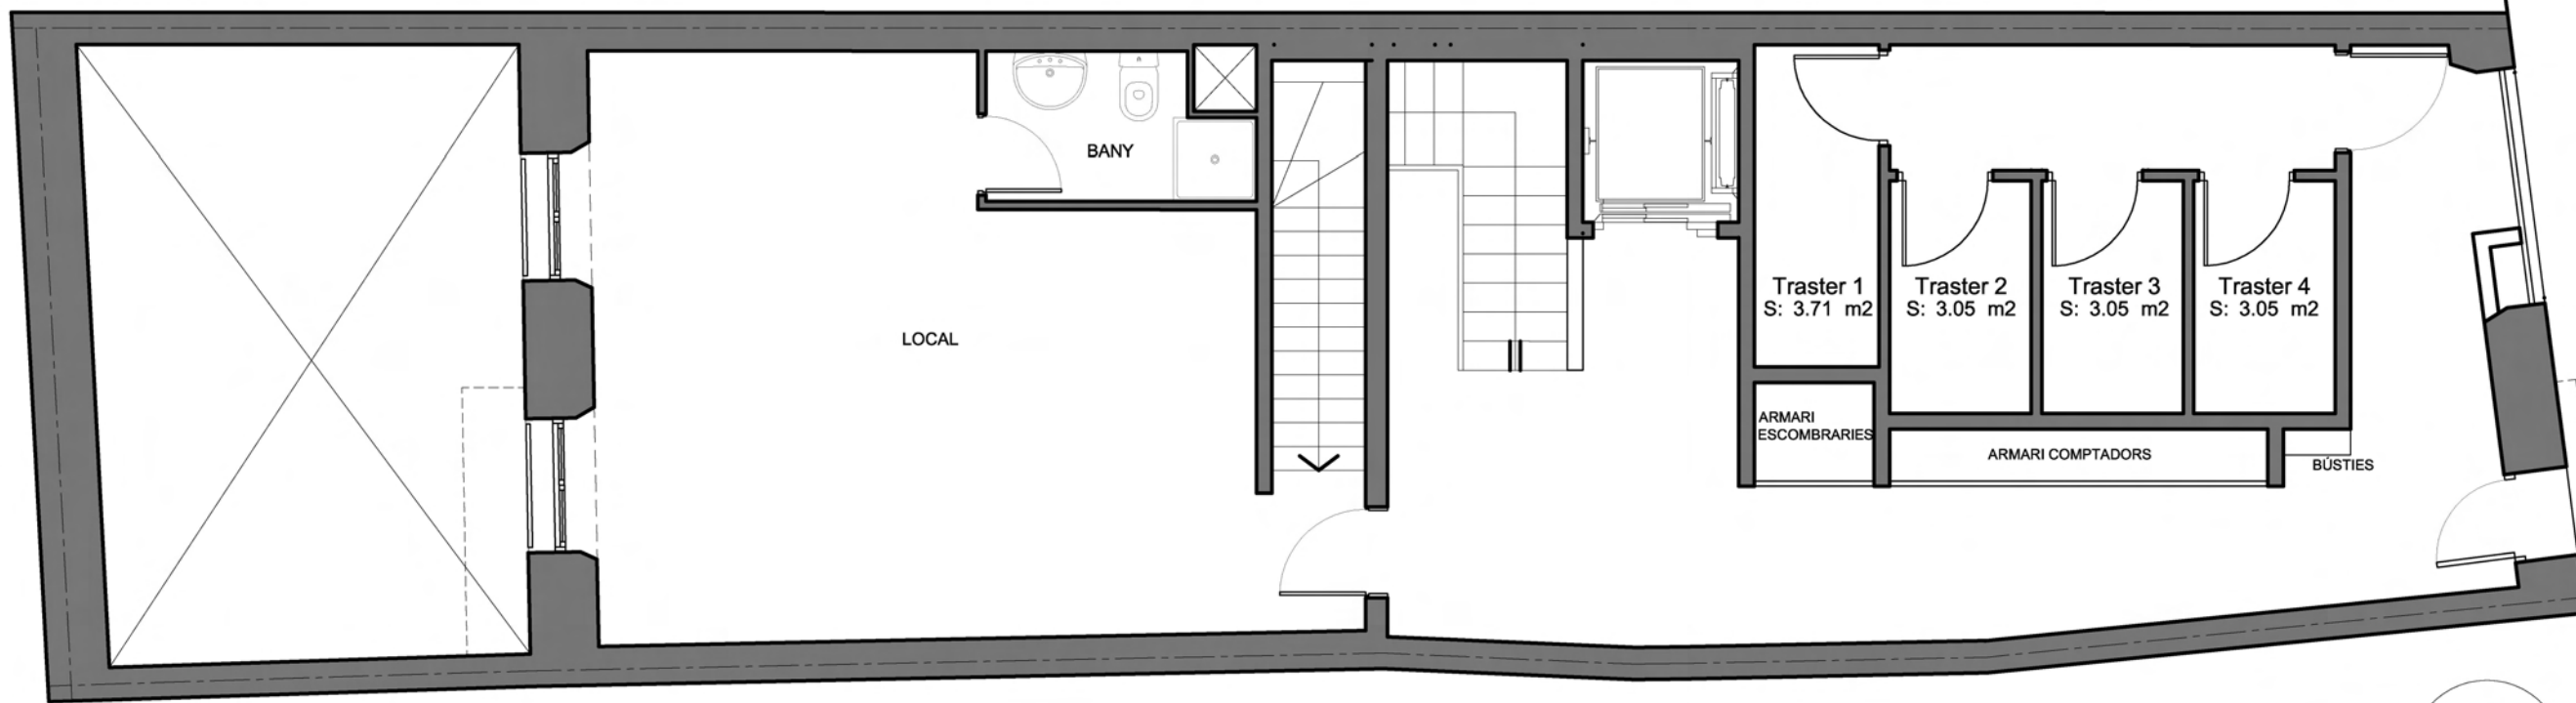 BANY
LOCAL
Traster 1
S: 3.71 m2
Traster 2
S: 3.05 m2
Traster 3
S: 3.05 m2
Traster 4
S: 3.05 m2
ARMARI
ESCOMBRARIES
ARMARI COMPTADORS
BÚSTIES